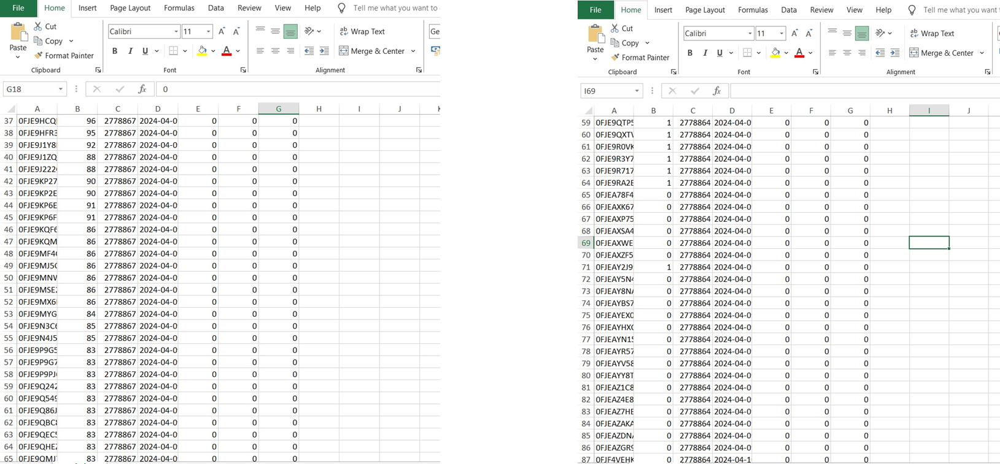 File Home Insert Page Layout Formulas Data Review View Help Tell me what you want to
Cut
Copy
Paste
Format Painter
Calibri 11
B I U A
ab Wrap Text
Merge & Center
Ge
Clipboard Font Alignment
G18 fx 0
A B C D E F G H I J
37 0FJE9HCQ 96 2778867 2024-04-0 0 0 0
38 0FJE9HFR3 95 2778867 2024-04-0 0 0 0
39 0FJE9J1Y8 92 2778867 2024-04-0 0 0 0
40 0FJE9J1ZQ 88 2778867 2024-04-0 0 0 0
41 0FJE9J222 88 2778867 2024-04-0 0 0 0
42 0FJE9KP27 90 2778867 2024-04-0 0 0 0
43 0FJE9KP2E 90 2778867 2024-04-0 0 0 0
44 0FJE9KP6E 91 2778867 2024-04-0 0 0 0
45 0FJE9KP6F 91 2778867 2024-04-0 0 0 0
46 0FJE9KQF6 86 2778867 2024-04-0 0 0 0
47 0FJE9KQM 86 2778867 2024-04-0 0 0 0
48 0FJE9MF4 86 2778867 2024-04-0 0 0 0
49 0FJE9MJ5 86 2778867 2024-04-0 0 0 0
50 0FJE9MN 86 2778867 2024-04-0 0 0 0
51 0FJE9MSE 86 2778867 2024-04-0 0 0 0
52 0FJE9MX6 86 2778867 2024-04-0 0 0 0
53 0FJE9MYG 84 2778867 2024-04-0 0 0 0
54 0FJE9N3C6 85 2778867 2024-04-0 0 0 0
55 0FJE9N4J5 85 2778867 2024-04-0 0 0 0
56 0FJE9P9G5 83 2778867 2024-04-0 0 0 0
57 0FJE9P9G7 83 2778867 2024-04-0 0 0 0
58 0FJE9P9PJ 83 2778867 2024-04-0 0 0 0
59 0FJE9Q242 83 2778867 2024-04-0 0 0 0
60 0FJE9Q549 83 2778867 2024-04-0 0 0 0
61 0FJE9Q86J 83 2778867 2024-04-0 0 0 0
62 0FJE9QBC 83 2778867 2024-04-0 0 0 0
63 0FJE9QEC5 83 2778867 2024-04-0 0 0 0
64 0FJE9QHE 83 2778867 2024-04-0 0 0 0
65 0FJE9QMJ 83 2778867 2024-04-0 0 0 0
File Home Insert Page Layout Formulas Data Review View Help Tell me what you want
Cut
Copy
Paste
Format Painter
Calibri 11
B I U A
ab Wrap Text
Merge & Center
Clipboard Font Alignment
I69 fx
A B C D E F G H I J
59 0FJE9QTP5 1 2778864 2024-04-0 0 0 0
60 0FJE9QXT 1 2778864 2024-04-0 0 0 0
61 0FJE9R0VK 1 2778864 2024-04-0 0 0 0
62 0FJE9R3Y7 1 2778864 2024-04-0 0 0 0
63 0FJE9R717 1 2778864 2024-04-0 0 0 0
64 0FJE9RA2E 1 2778864 2024-04-0 0 0 0
65 0FJEA78F4 0 2778864 2024-04-0 0 0 0
66 0FJEAXK67 0 2778864 2024-04-0 0 0 0
67 0FJEAXP75 0 2778864 2024-04-0 0 0 0
68 0FJEAXSA4 0 2778864 2024-04-0 0 0 0
69 0FJEAXWE 0 2778864 2024-04-0 0 0 0
70 0FJEAXZF5 0 2778864 2024-04-0 0 0 0
71 0FJEAY2J9 1 2778864 2024-04-0 0 0 0
72 0FJEAY5N4 0 2778864 2024-04-0 0 0 0
73 0FJEAY8N 0 2778864 2024-04-0 0 0 0
74 0FJEAYBS7 0 2778864 2024-04-0 0 0 0
75 0FJEAYEX0 0 2778864 2024-04-0 0 0 0
76 0FJEAYHX 0 2778864 2024-04-0 0 0 0
77 0FJEAYN15 0 2778864 2024-04-0 0 0 0
78 0FJEAYR57 0 2778864 2024-04-0 0 0 0
79 0FJEAYV58 0 2778864 2024-04-0 0 0 0
80 0FJEAYY8T 0 2778864 2024-04-0 0 0 0
81 0FJEAZ1C8 0 2778864 2024-04-0 0 0 0
82 0FJEAZ4E8 0 2778864 2024-04-0 0 0 0
83 0FJEAZ7HE 0 2778864 2024-04-0 0 0 0
84 0FJEAZAKA 0 2778864 2024-04-0 0 0 0
85 0FJEAZDN 0 2778864 2024-04-0 0 0 0
86 0FJEAZGR9 0 2778864 2024-04-0 0 0 0
87 0FJF4VEHK 0 2778864 2024-04-1 0 0 0